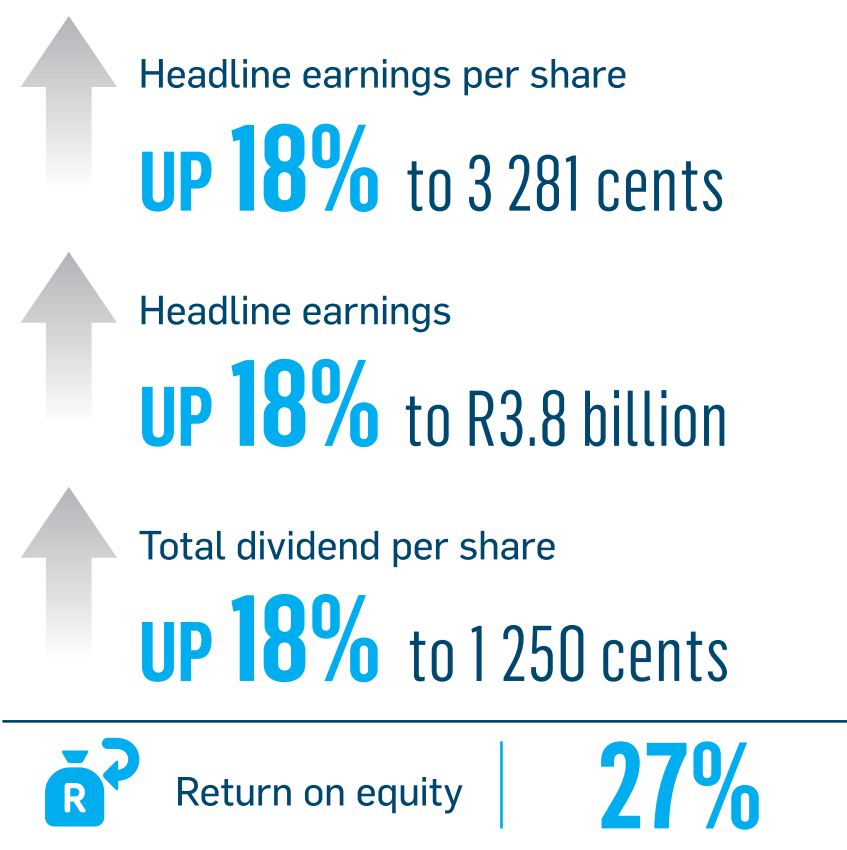 Headline earnings per share
UP 18% to 3 281 cents
Headline earnings
UP 18% to R3.8 billion
Total dividend per share
UP 18% to 1 250 cents
R
Return on equity
27%